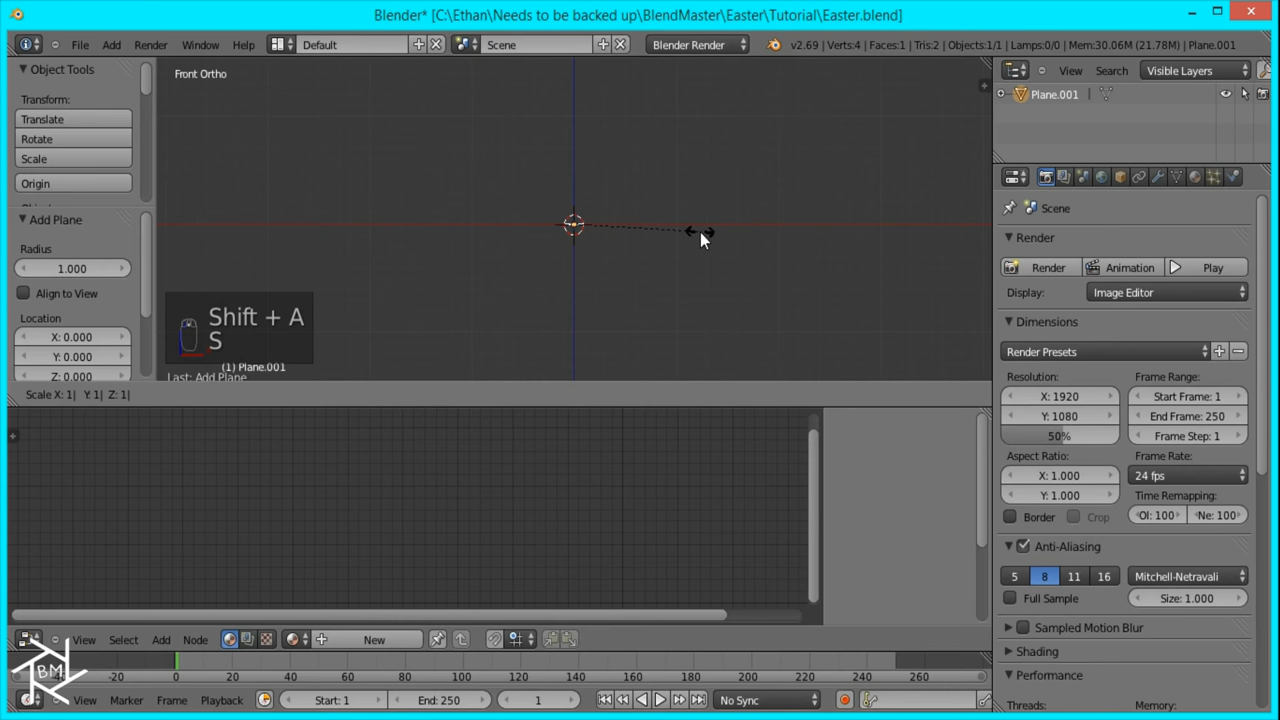 Blender* [C:\Ethan\Needs to be backed up\BlendMaster\Easter\Tutorial\Easter.blend]
File Add Render Window Help Default Scene Blender Render v2.69 | Verts:4 | Faces:1 | Tris:2 | Objects:1/1 | Lamps:0/0 | Mem:30.06M (21.78M) | Plane.001
Object Tools
Transform:
Translate
Rotate
Scale
Origin
Add Plane
Radius
1.000
Align to View
Location
X: 0.000
Y: 0.000
Z: 0.000
Front Ortho
Shift + A
S
(1) Plane.001
Last: Add Plane
Scale X: 1| Y: 1| Z: 1|
View Search Visible Layers
Plane.001
Scene
Render
Render Animation Play
Display: Image Editor
Dimensions
Render Presets
Resolution: Frame Range:
X: 1920 Start Frame: 1
Y: 1080 End Frame: 250
50% Frame Step: 1
Aspect Ratio: Frame Rate:
X: 1.000 24 fps
Y: 1.000 Time Remapping:
Border Crop Ol: 100 Ne: 100
Anti-Aliasing
5 8 11 16 Mitchell-Netravali
Full Sample Size: 1.000
Sampled Motion Blur
Shading
Performance
Threads: Memory:
View Select Add Node New
BM
-20 0 20 40 60 80 100 120 140 160 180 200 220 240 260
View Marker Frame Playback Start: 1 End: 250 1 No Sync